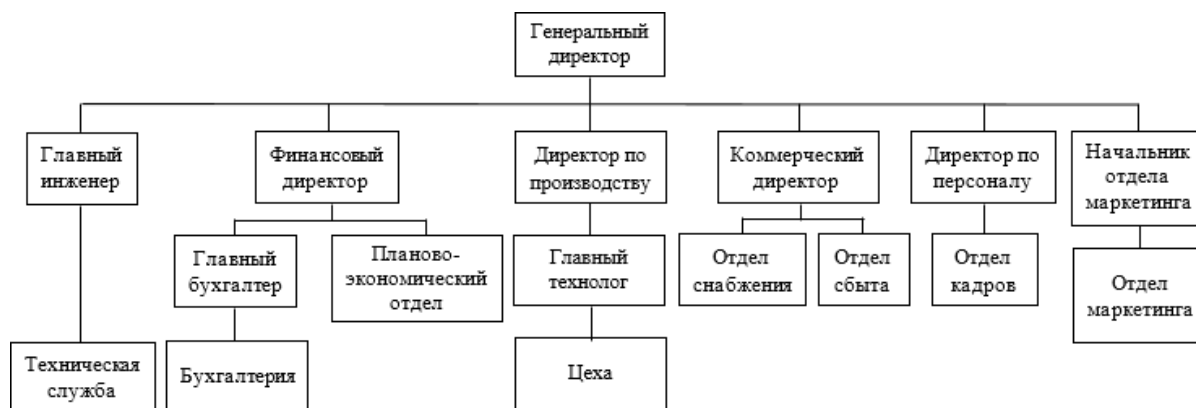 Генеральный
директор
Главный
инженер
Финансовый
директор
Директор по
производству
Коммерческий
директор
Директор по
персоналу
Начальник
отдела
маркетинга
Главный
бухгалтер
Планово-
экономический
отдел
Главный
технолог
Отдел
снабжения
Отдел
сбыта
Отдел
кадров
Отдел
маркетинга
Техническая
служба
Бухгалтерия
Цеха